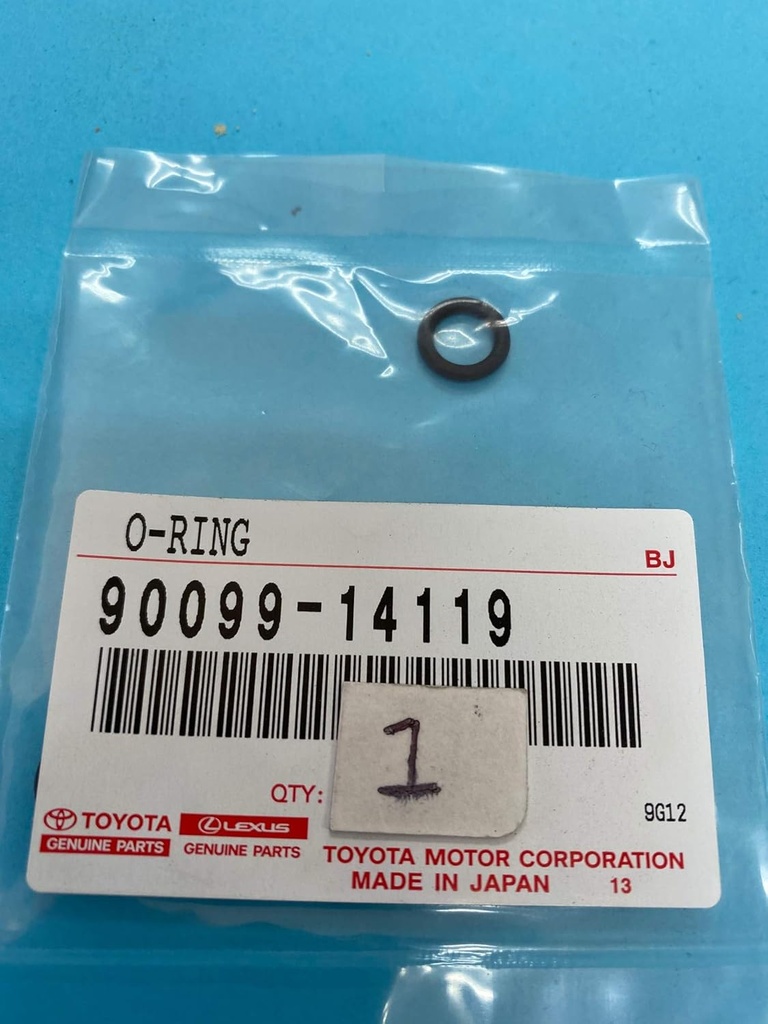 O-RING
BJ
90099-14119
1
QTY:
9G12
TOYOTA LEXUS
GENUINE PARTS GENUINE PARTS
TOYOTA MOTOR CORPORATION
MADE IN JAPAN 13